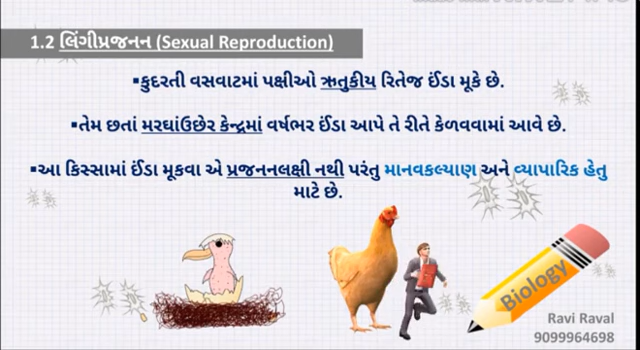 1.2 લિંગીપ્રજનન (Sexual Reproduction)
▪કુદરતી વસવાટમાં પક્ષીઓ ઋતુકીય રિતેજ ઈંડા મૂકે છે.
▪તેમ છતાં મરઘાંઉછેર કેન્દ્રમાં વર્ષભર ઈંડા આપે તે રીતે કેળવવામાં આવે છે.
▪આ કિસ્સામાં ઈંડા મૂકવા એ પ્રજનનલક્ષી નથી પરંતુ માનવકલ્યાણ અને વ્યાપારિક હેતુ
માટે છે.
Biology
Ravi Raval
9099964698